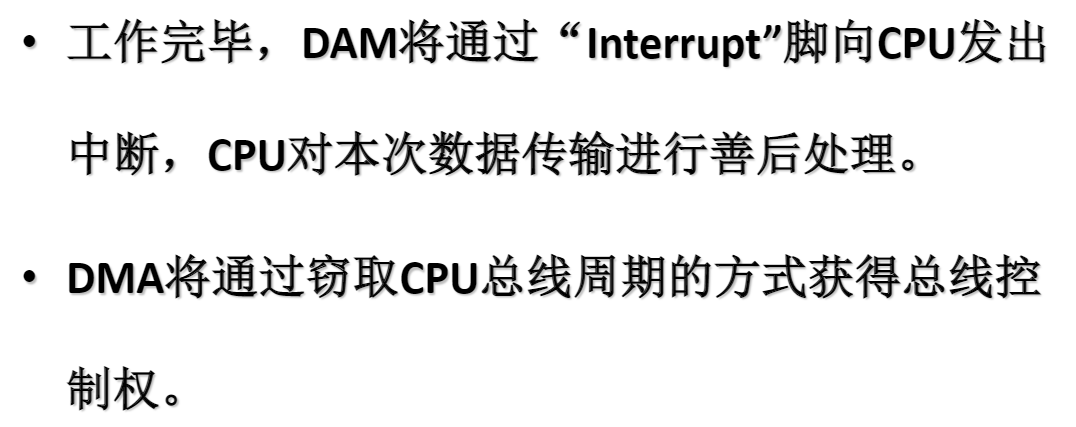 • 工作完毕，DAM将通过“Interrupt”脚向CPU发出
中断，CPU对本次数据传输进行善后处理。
• DMA将通过窃取CPU总线周期的方式获得总线控
制权。